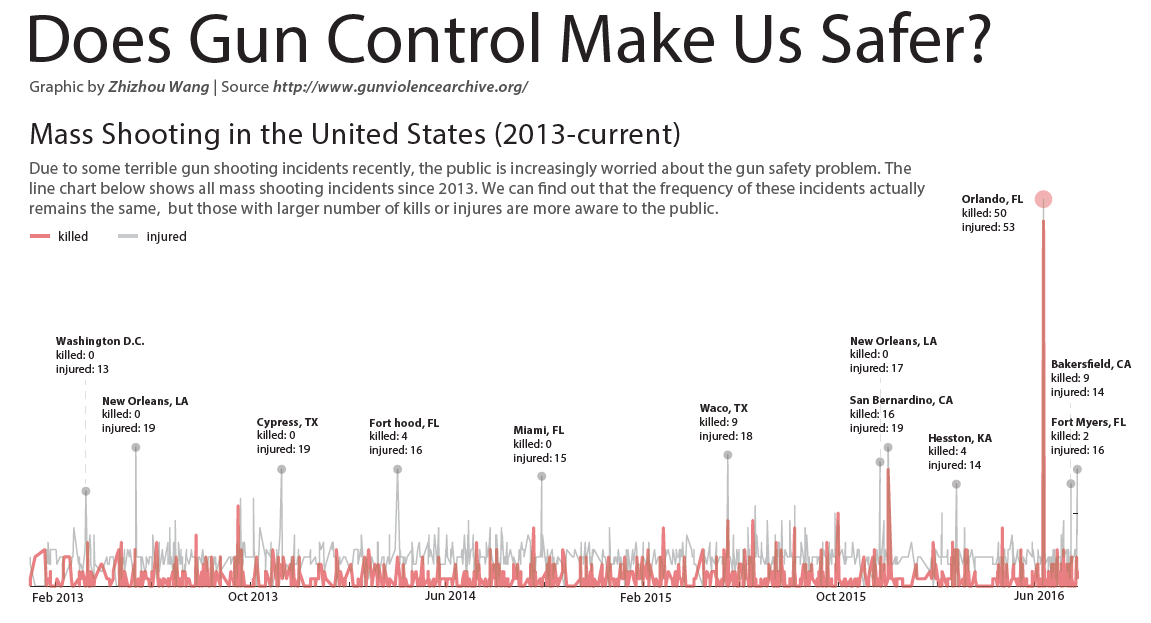 Does Gun Control Make Us Safer?
Graphic by Zhizhou Wang | Source http://www.gunviolencearchive.org/
Mass Shooting in the United States (2013-current)
Due to some terrible gun shooting incidents recently, the public is increasingly worried about the gun safety problem. The
line chart below shows all mass shooting incidents since 2013. We can find out that the frequency of these incidents actually
remains the same, but those with larger number of kills or injures are more aware to the public.
killed
injured
Orlando, FL
killed: 50
injured: 53
Washington D.C.
killed: 0
injured: 13
New Orleans, LA
killed: 0
injured: 19
Cypress, TX
killed: 0
injured: 19
Fort hood, FL
killed: 4
injured: 16
Miami, FL
killed: 0
injured: 15
Waco, TX
killed: 9
injured: 18
New Orleans, LA
killed: 0
injured: 17
San Bernardino, CA
killed: 16
injured: 19
Hesston, KA
killed: 4
injured: 14
Bakersfield, CA
killed: 9
injured: 14
Fort Myers, FL
killed: 2
injured: 16
Feb 2013
Oct 2013
Jun 2014
Feb 2015
Oct 2015
Jun 2016